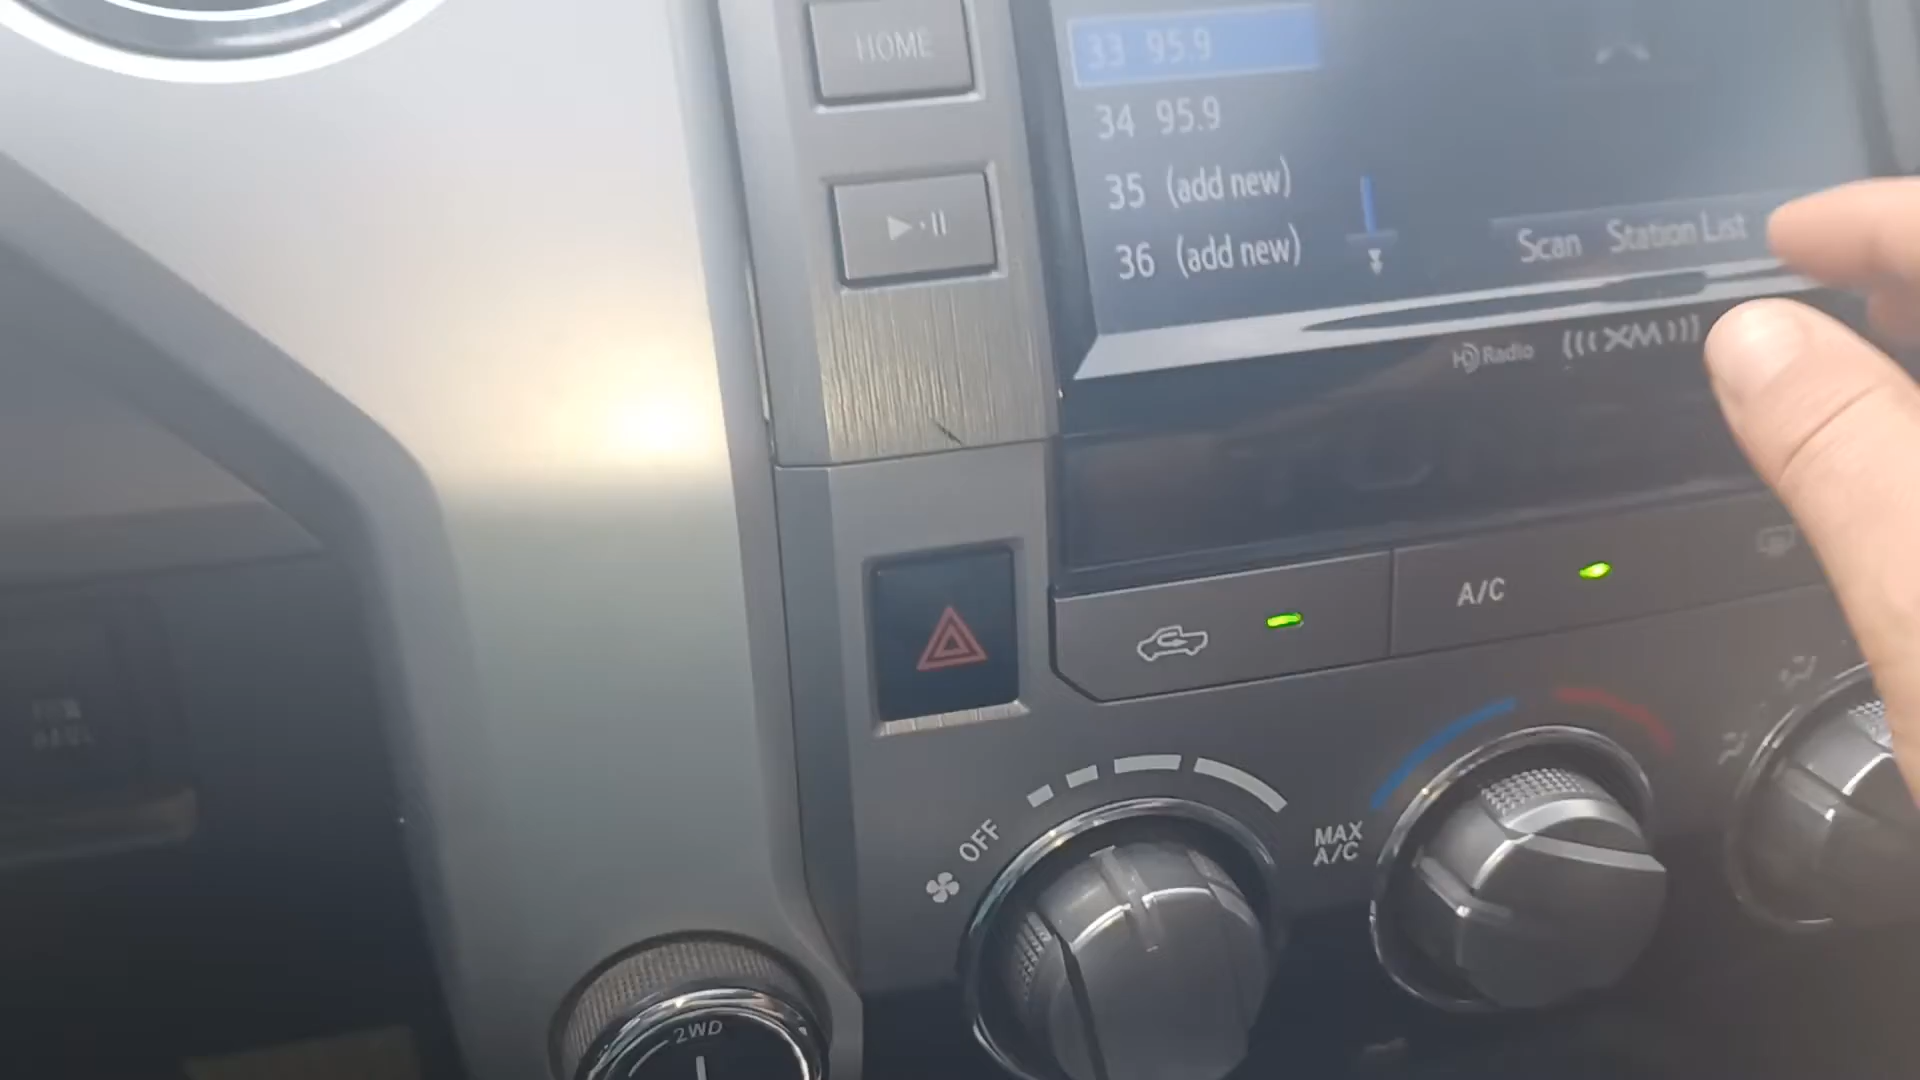 HOME
33 95.9
34 95.9
35 (add new)
36 (add new)
Scan Station List
HD Radio
(((XM)))
A/C
OFF
MAX
A/C
2WD